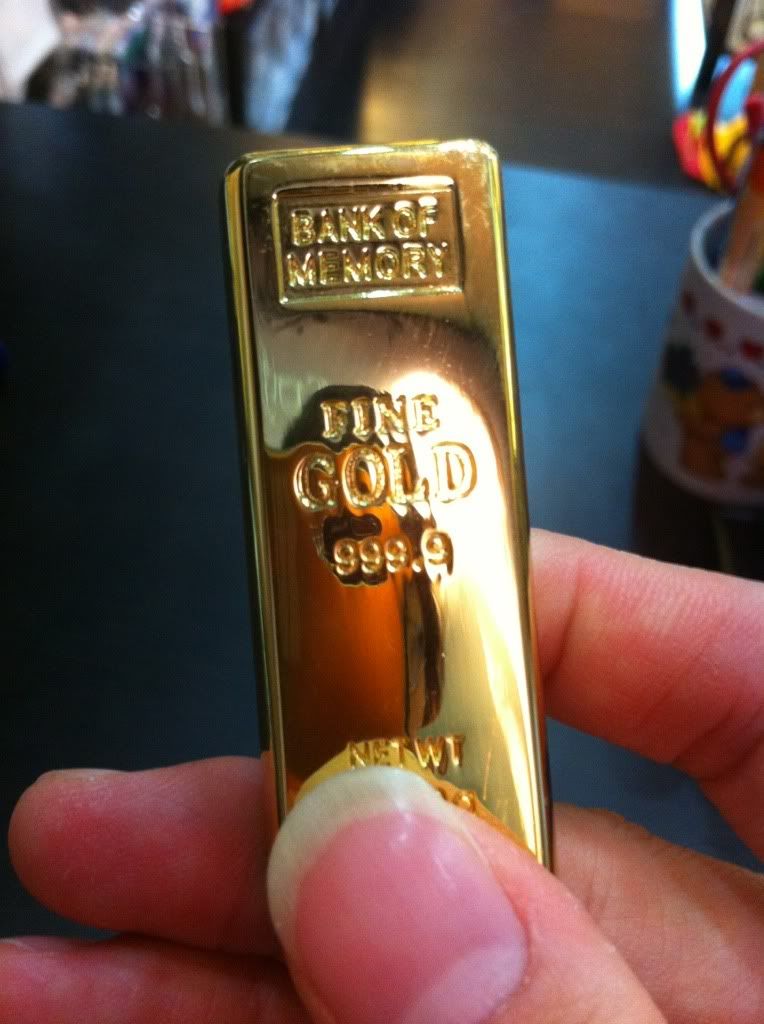 BANK OF
MEMORY
FINE
GOLD
999.9
NET WT